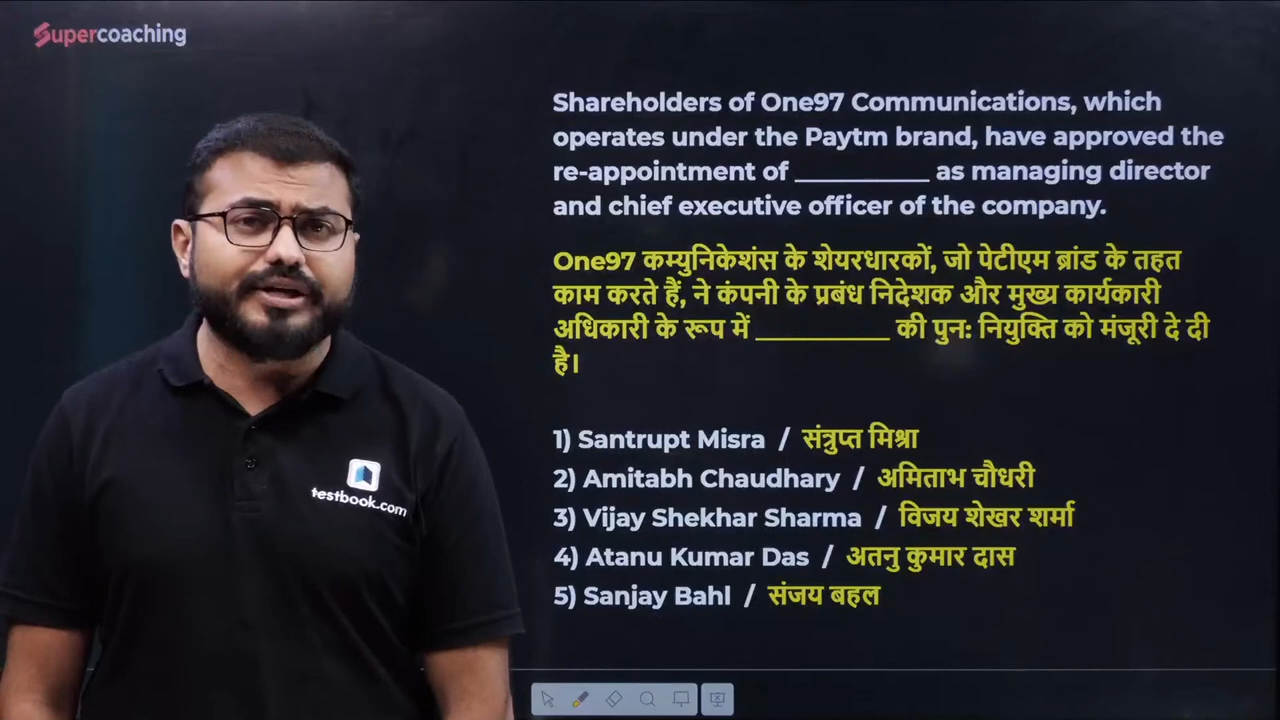 Supercoaching
Shareholders of One97 Communications, which
operates under the Paytm brand, have approved the
re-appointment of __________ as managing director
and chief executive officer of the company.
One97 कम्युनिकेशंस के शेयरधारकों, जो पेटीएम ब्रांड के तहत
काम करते हैं, ने कंपनी के प्रबंध निदेशक और मुख्य कार्यकारी
अधिकारी के रूप में __________ की पुन: नियुक्ति को मंजूरी दे दी
है।
1) Santrupt Misra / संत्रुप्त मिश्रा
2) Amitabh Chaudhary / अमिताभ चौधरी
3) Vijay Shekhar Sharma / विजय शेखर शर्मा
4) Atanu Kumar Das / अतनु कुमार दास
5) Sanjay Bahl / संजय बहल
testbook.com